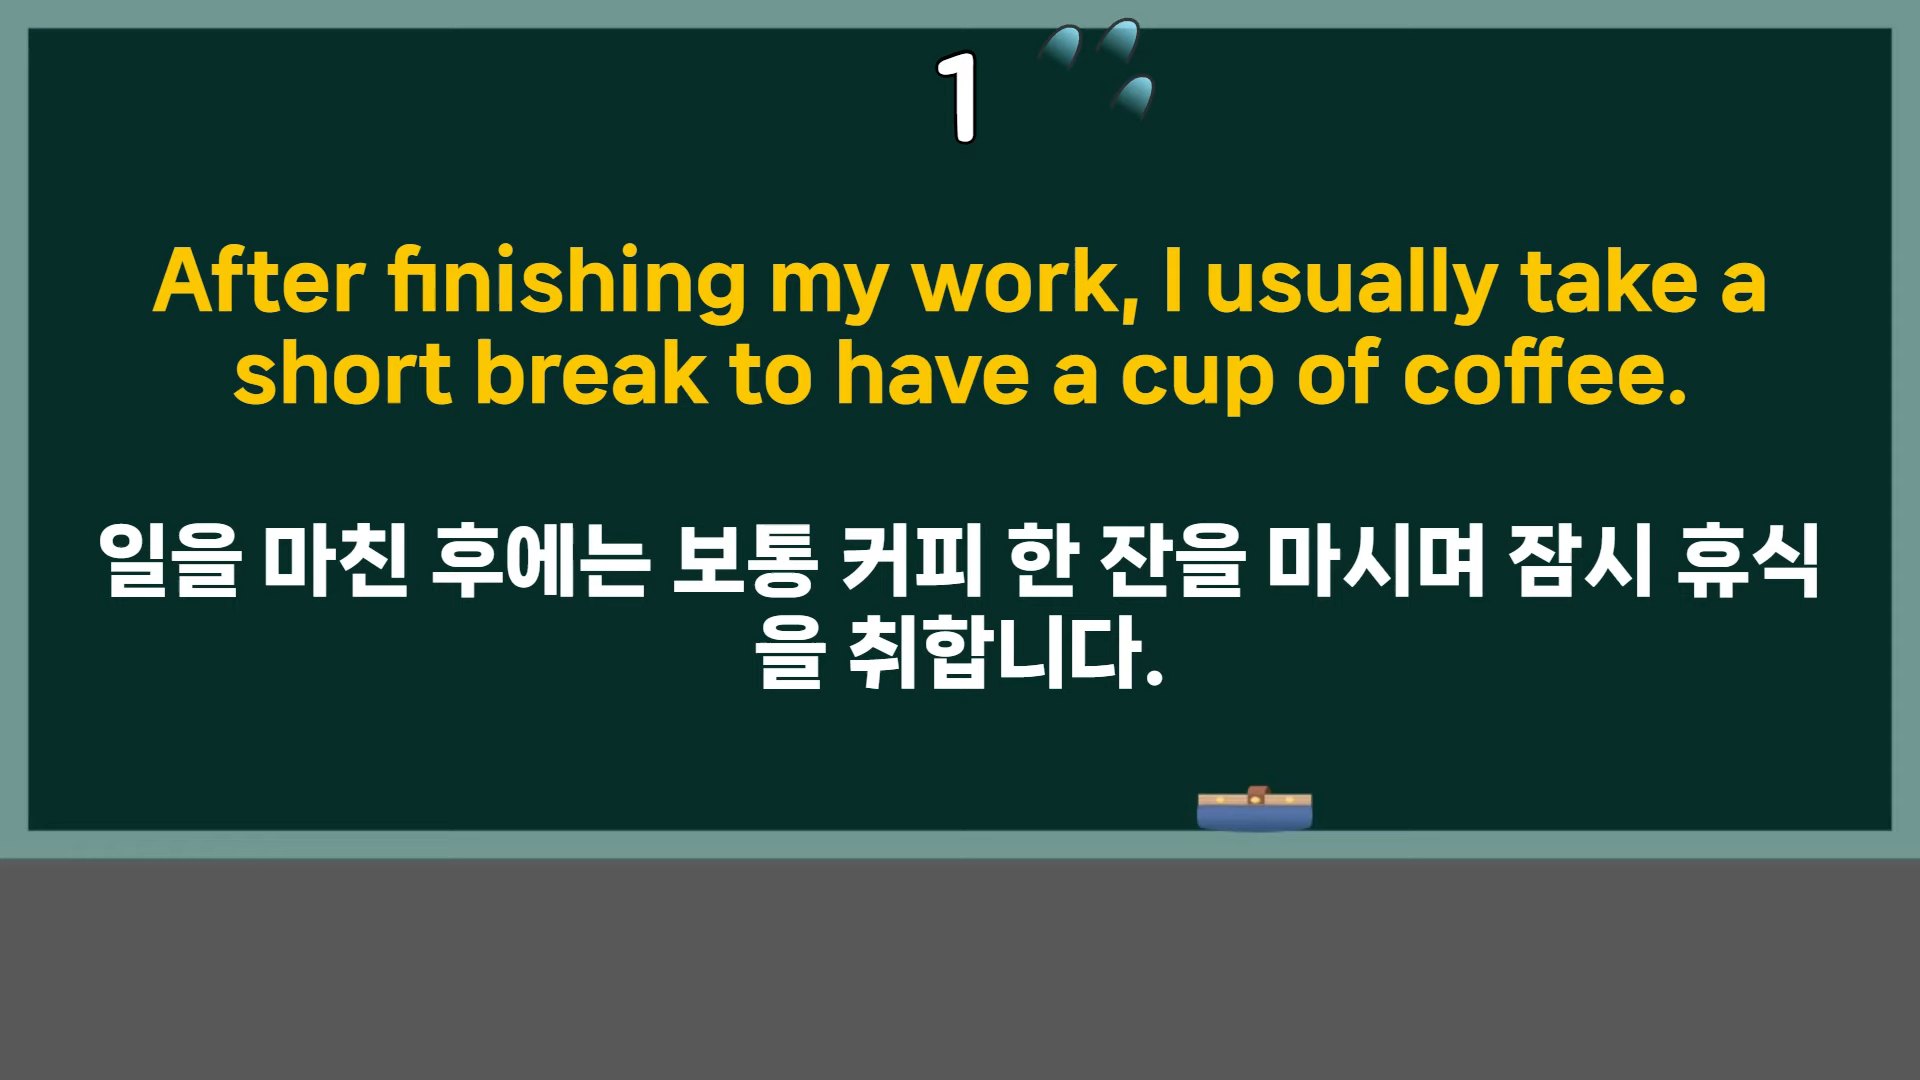 1
After finishing my work, I usually take a
short break to have a cup of coffee.
일을 마친 후에는 보통 커피 한 잔을 마시며 잠시 휴식
을 취합니다.